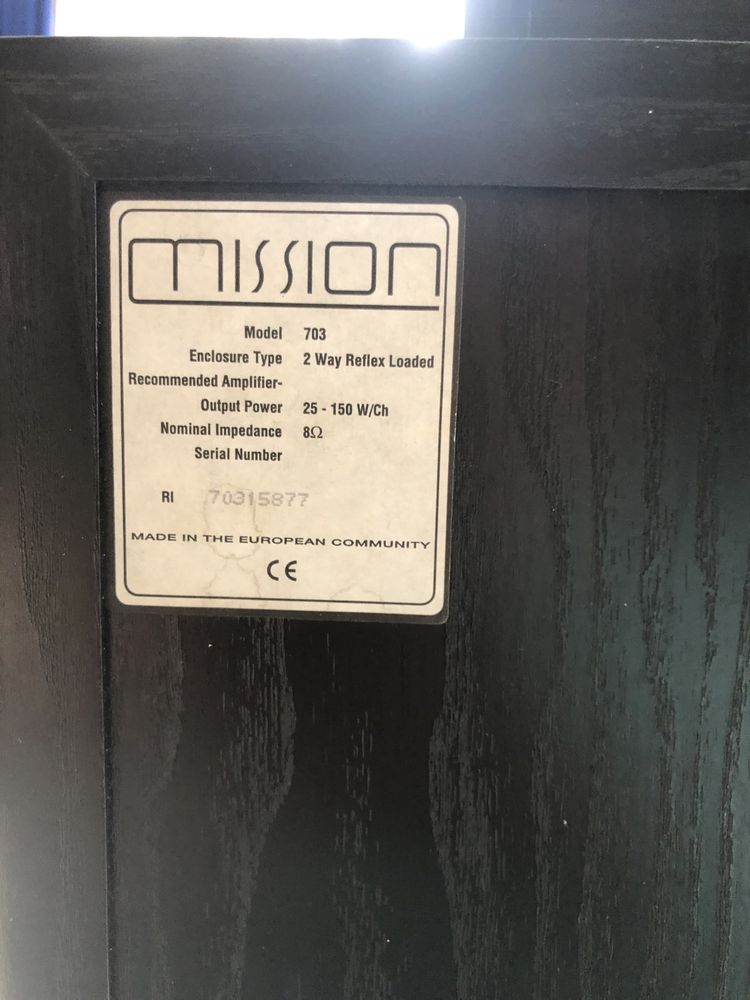 mission
Model 703
Enclosure Type 2 Way Reflex Loaded
Recommended Amplifier-
Output Power 25 - 150 W/Ch
Nominal Impedance 8Ω
Serial Number
RI 70315877
MADE IN THE EUROPEAN COMMUNITY
CE